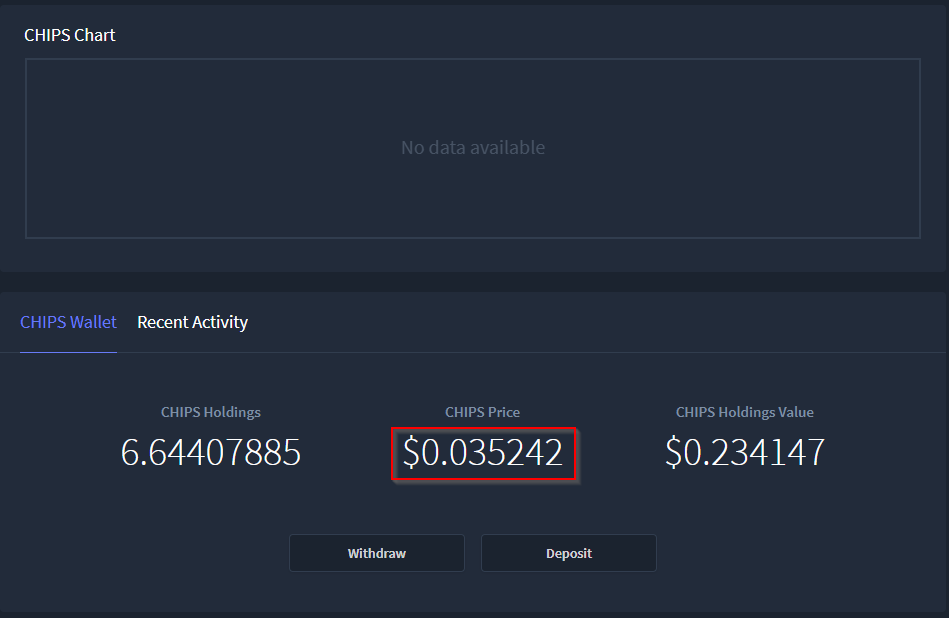 CHIPS Chart
No data available
CHIPS Wallet Recent Activity
CHIPS Holdings CHIPS Price CHIPS Holdings Value
6.64407885 $0.035242 $0.234147
Withdraw Deposit